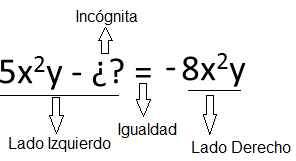 Incógnita
5x²y - ¿? = - 8x²y
Lado Izquierdo
Igualdad
Lado Derecho